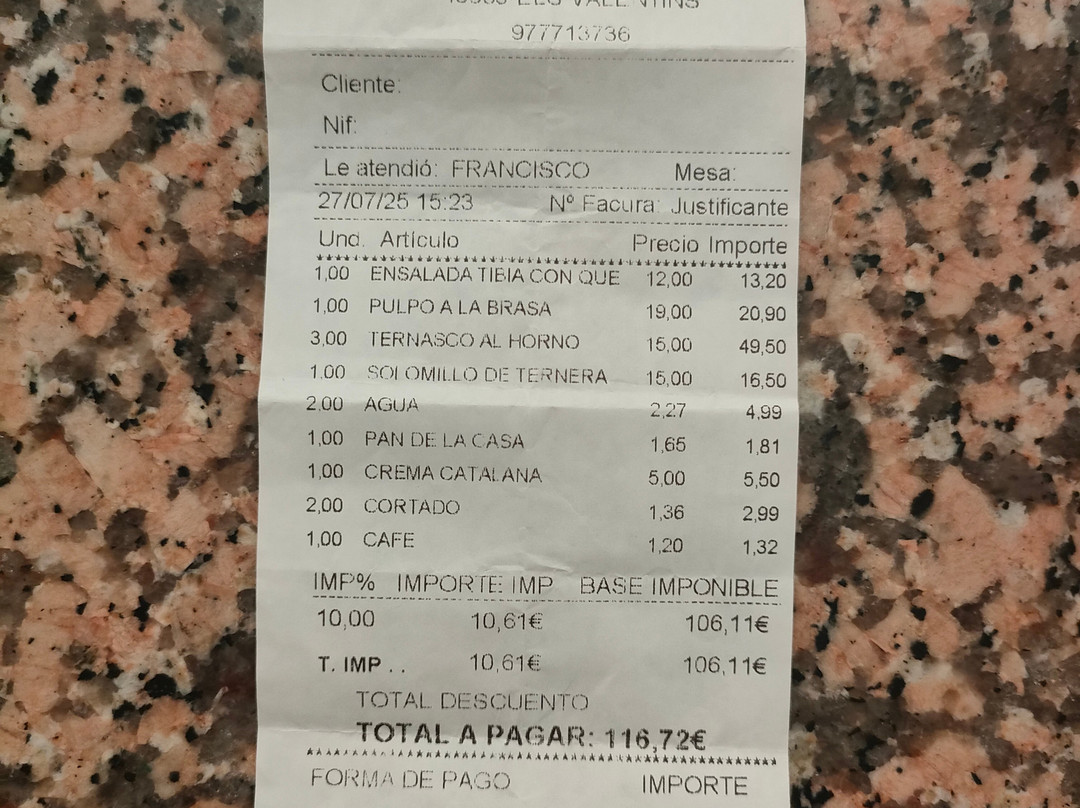 977713736
Cliente:
Nif:
Le atendió: FRANCISCO Mesa:
27/07/25 15:23 Nº Facura: Justificante
Und. Artículo Precio Importe
1,00 ENSALADA TIBIA CON QUE 12,00 13,20
1,00 PULPO A LA BRASA 19,00 20,90
3,00 TERNASCO AL HORNO 15,00 49,50
1,00 SOLOMILLO DE TERNERA 15,00 16,50
2,00 AGUA 2,27 4,99
1,00 PAN DE LA CASA 1,65 1,81
1,00 CREMA CATALANA 5,00 5,50
2,00 CORTADO 1,36 2,99
1,00 CAFE 1,20 1,32
IMP% IMPORTE IMP BASE IMPONIBLE
10,00 10,61€ 106,11€
T. IMP . . 10,61€ 106,11€
TOTAL DESCUENTO
TOTAL A PAGAR: 116,72€
FORMA DE PAGO IMPORTE